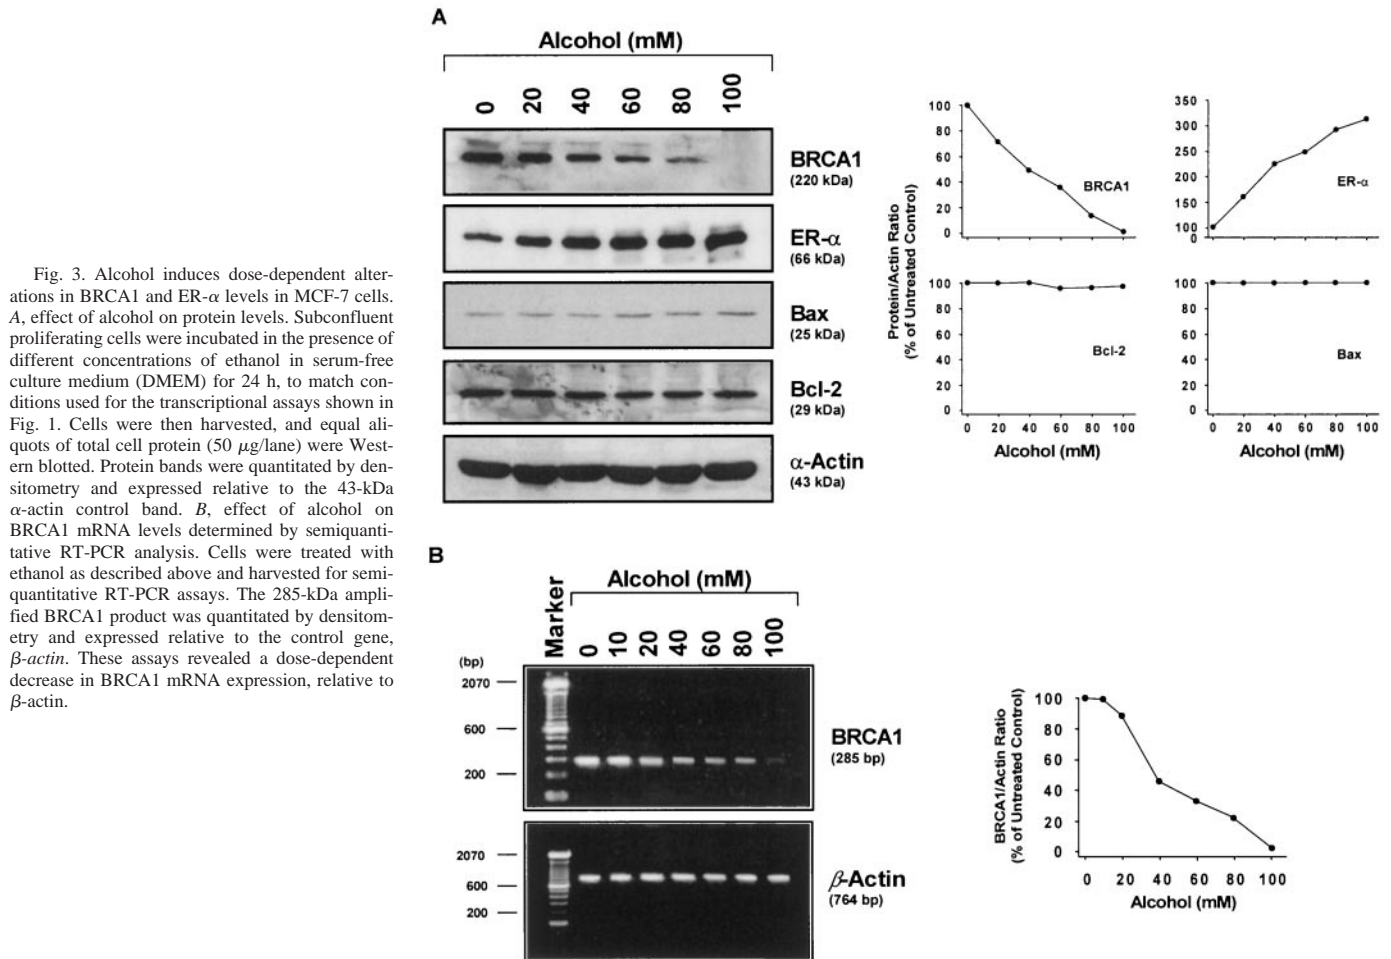 Fig. 3. Alcohol induces dose-dependent alter-
ations in BRCA1 and ER-α levels in MCF-7 cells.
A, effect of alcohol on protein levels. Subconfluent
proliferating cells were incubated in the presence of
different concentrations of ethanol in serum-free
culture medium (DMEM) for 24 h, to match con-
ditions used for the transcriptional assays shown in
Fig. 1. Cells were then harvested, and equal ali-
quots of total cell protein (50 μg/lane) were West-
ern blotted. Protein bands were quantitated by den-
sitometry and expressed relative to the 43-kDa
α-actin control band. B, effect of alcohol on
BRCA1 mRNA levels determined by semiquanti-
tative RT-PCR analysis. Cells were treated with
ethanol as described above and harvested for semi-
quantitative RT-PCR assays. The 285-kDa ampli-
fied BRCA1 product was quantitated by densitom-
etry and expressed relative to the control gene,
β-actin. These assays revealed a dose-dependent
decrease in BRCA1 mRNA expression, relative to
β-actin.
A
Alcohol (mM)
0 20 40 60 80 100
BRCA1
(220 kDa)
ER-α
(66 kDa)
Bax
(25 kDa)
Bcl-2
(29 kDa)
α-Actin
(43 kDa)
Protein/Actin Ratio
(% of Untreated Control)
100
80
60
40
20
0
BRCA1
350
300
250
200
150
100
0
ER-α
100
80
60
40
20
0
Bcl-2
0 20 40 60 80 100
Alcohol (mM)
100
80
60
40
20
0
Bax
0 20 40 60 80 100
Alcohol (mM)
B
Alcohol (mM)
Marker 0 10 20 40 60 80 100
(bp)
2070
600
200
BRCA1
(285 bp)
2070
600
200
β-Actin
(764 bp)
BRCA1/Actin Ratio
(% of Untreated Control)
100
80
60
40
20
0
0 20 40 60 80 100
Alcohol (mM)